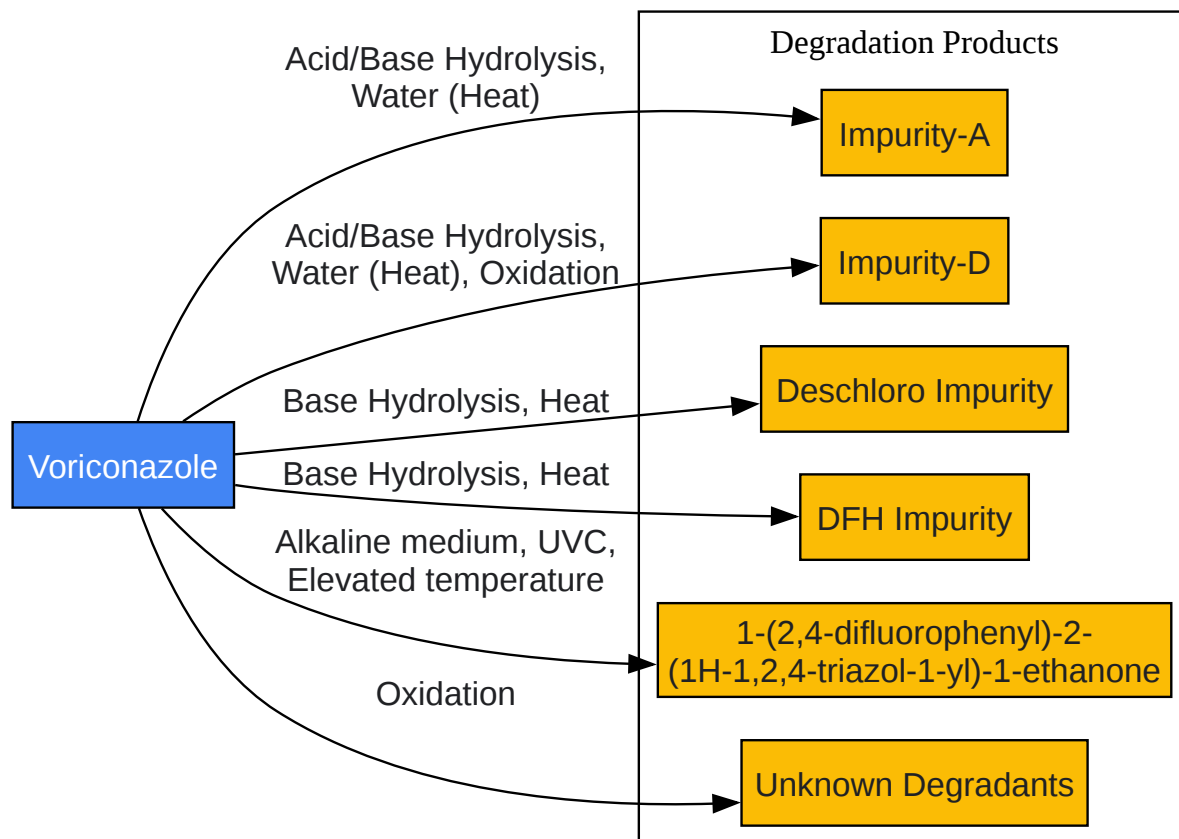 Degradation Products
Acid/Base Hydrolysis,
Water (Heat)
Impurity-A
Acid/Base Hydrolysis,
Water (Heat), Oxidation
Impurity-D
Base Hydrolysis, Heat
Deschloro Impurity
Voriconazole
Base Hydrolysis, Heat
DFH Impurity
Alkaline medium, UVC,
Elevated temperature
1-(2,4-difluorophenyl)-2-
(1H-1,2,4-triazol-1-yl)-1-ethanone
Oxidation
Unknown Degradants